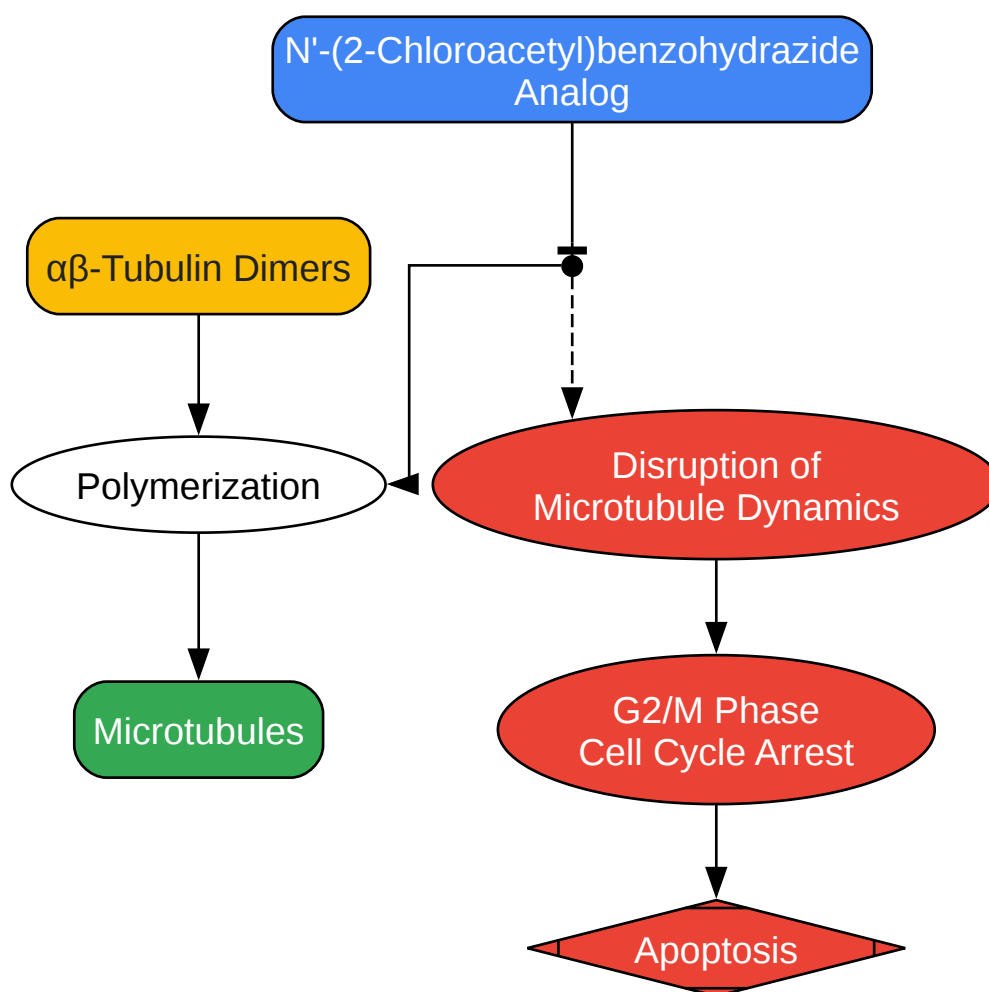 N'-(2-Chloroacetyl)benzohydrazide
Analog
αβ-Tubulin Dimers
Polymerization
Disruption of
Microtubule Dynamics
Microtubules
G2/M Phase
Cell Cycle Arrest
Apoptosis